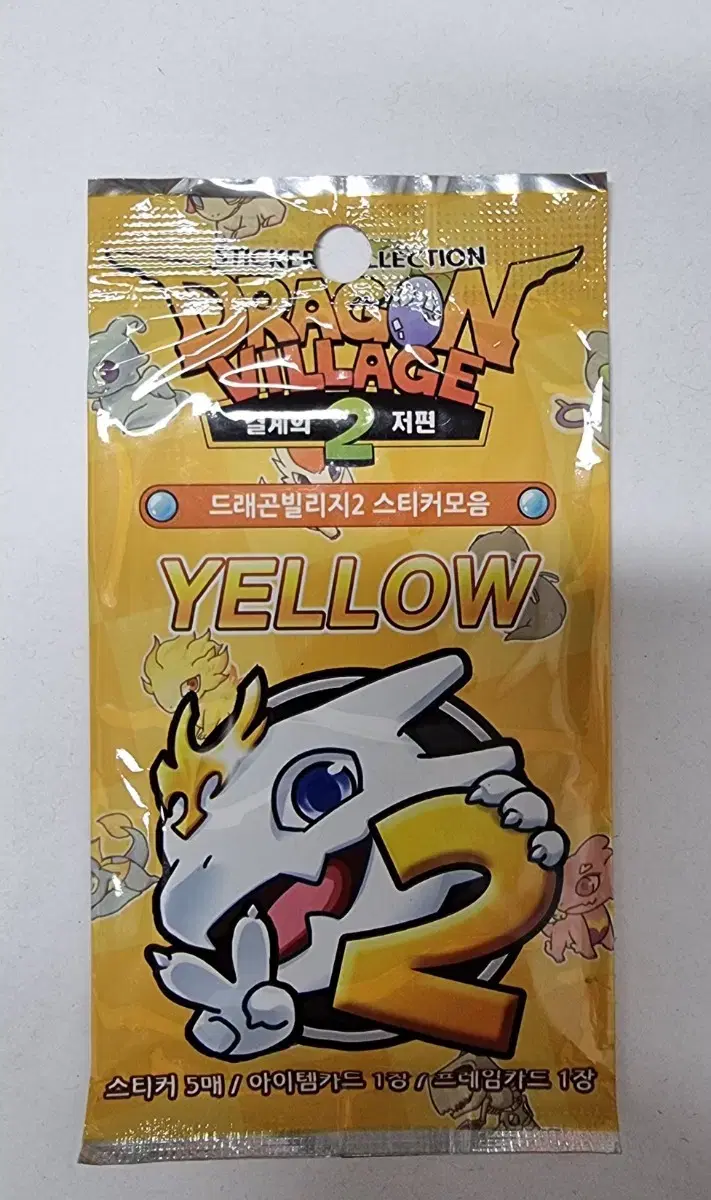 STICKER COLLECTION
DRAGON
VILLAGE
2 저편
드래곤빌리지2 스티커모음
YELLOW
2
스티커 5매 / 아이템카드 1장 / 프레임카드 1장